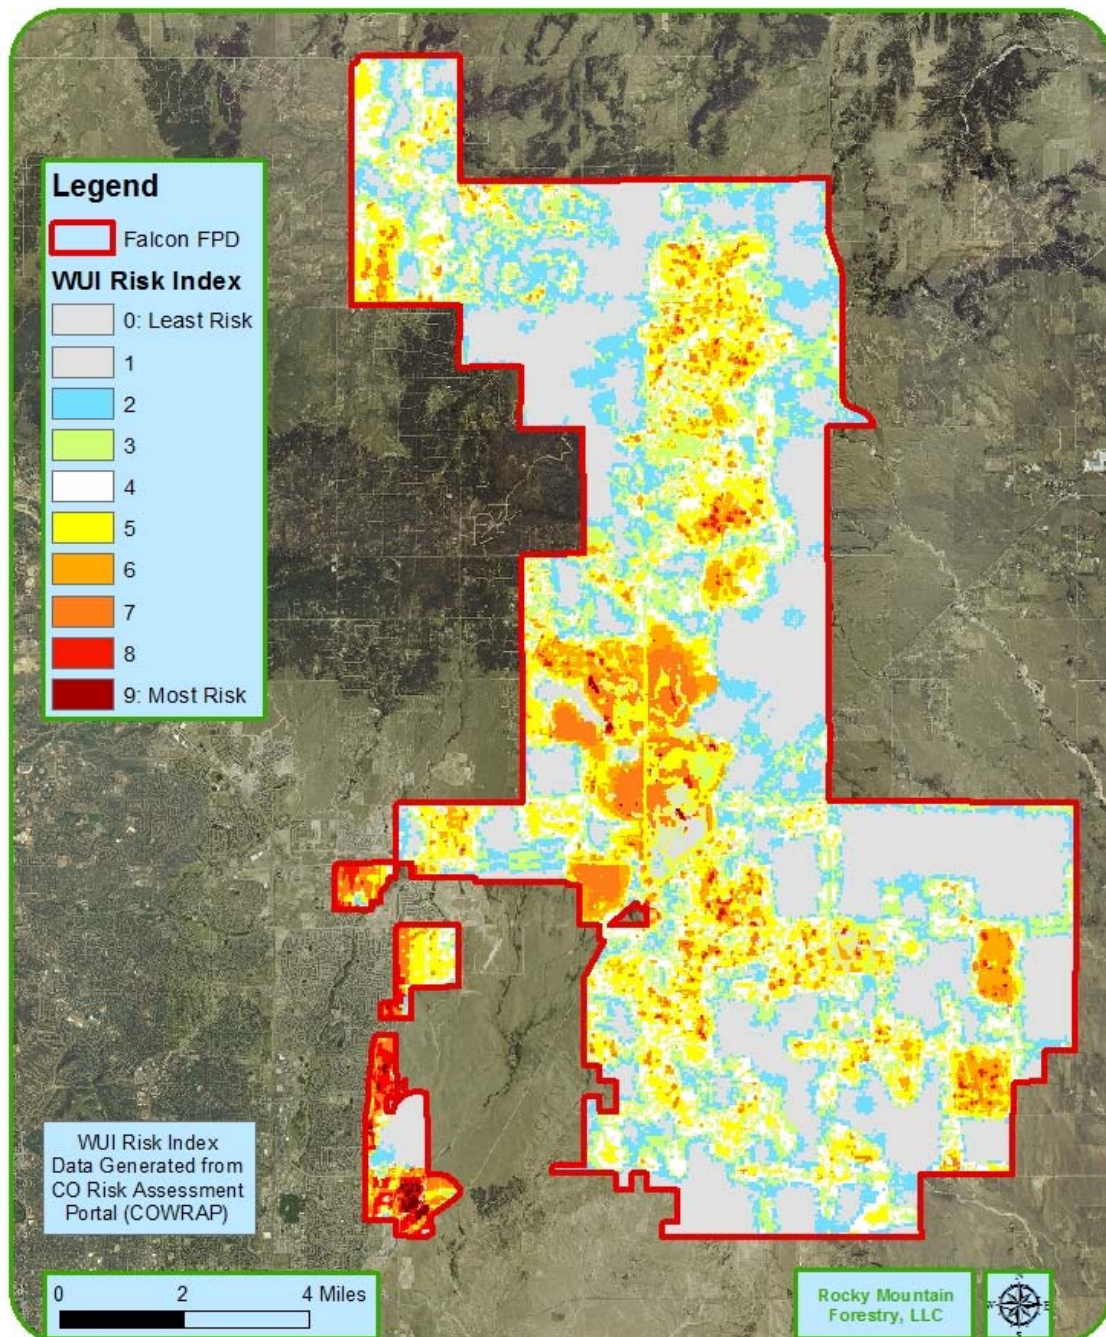 Legend
Falcon FPD
WUI Risk Index
0: Least Risk
1
2
3
4
5
6
7
8
9: Most Risk
WUI Risk Index
Data Generated from
CO Risk Assessment
Portal (COWRAP)
0 2 4 Miles
Rocky Mountain
Forestry, LLC
N
W E
S